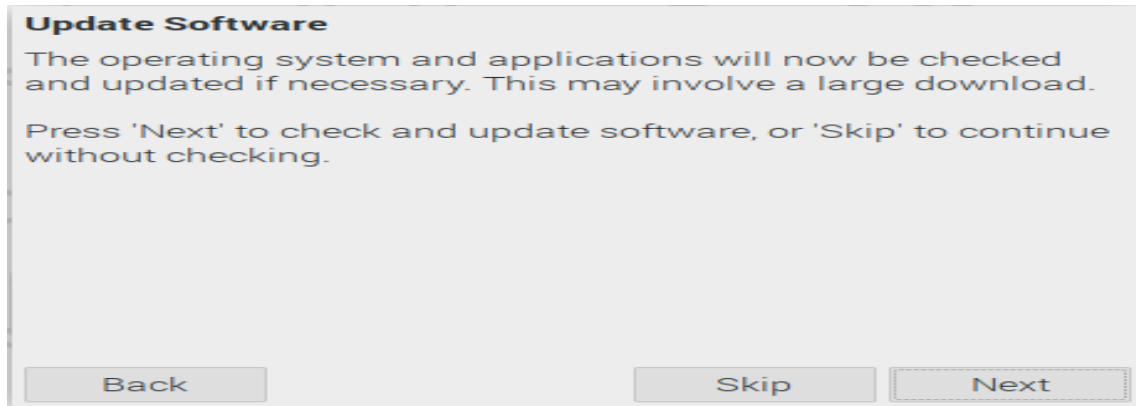 Update Software
The operating system and applications will now be checked
and updated if necessary. This may involve a large download.
Press 'Next' to check and update software, or 'Skip' to continue
without checking.
Back
Skip
Next